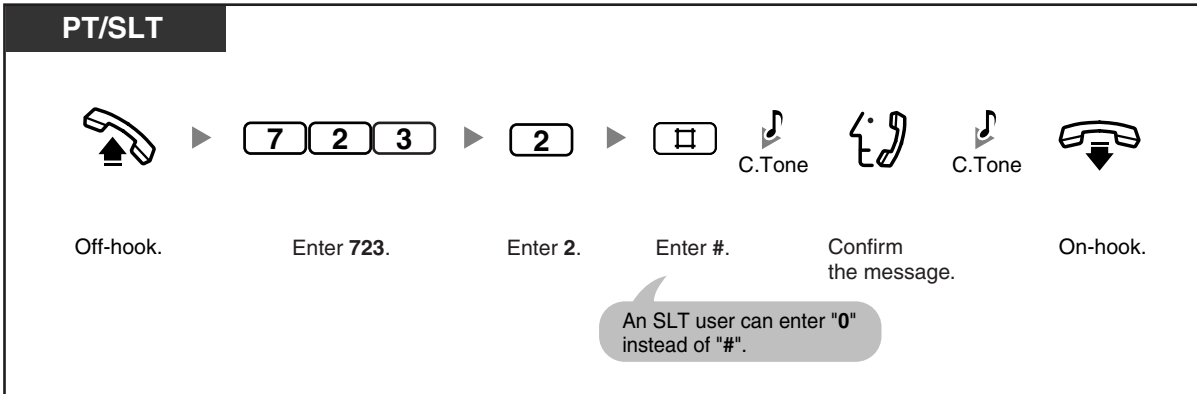 PT/SLT
7 2 3
2
C.Tone
C.Tone
Off-hook.
Enter 723.
Enter 2.
Enter #.
Confirm
the message.
On-hook.
An SLT user can enter "0"
instead of "#".